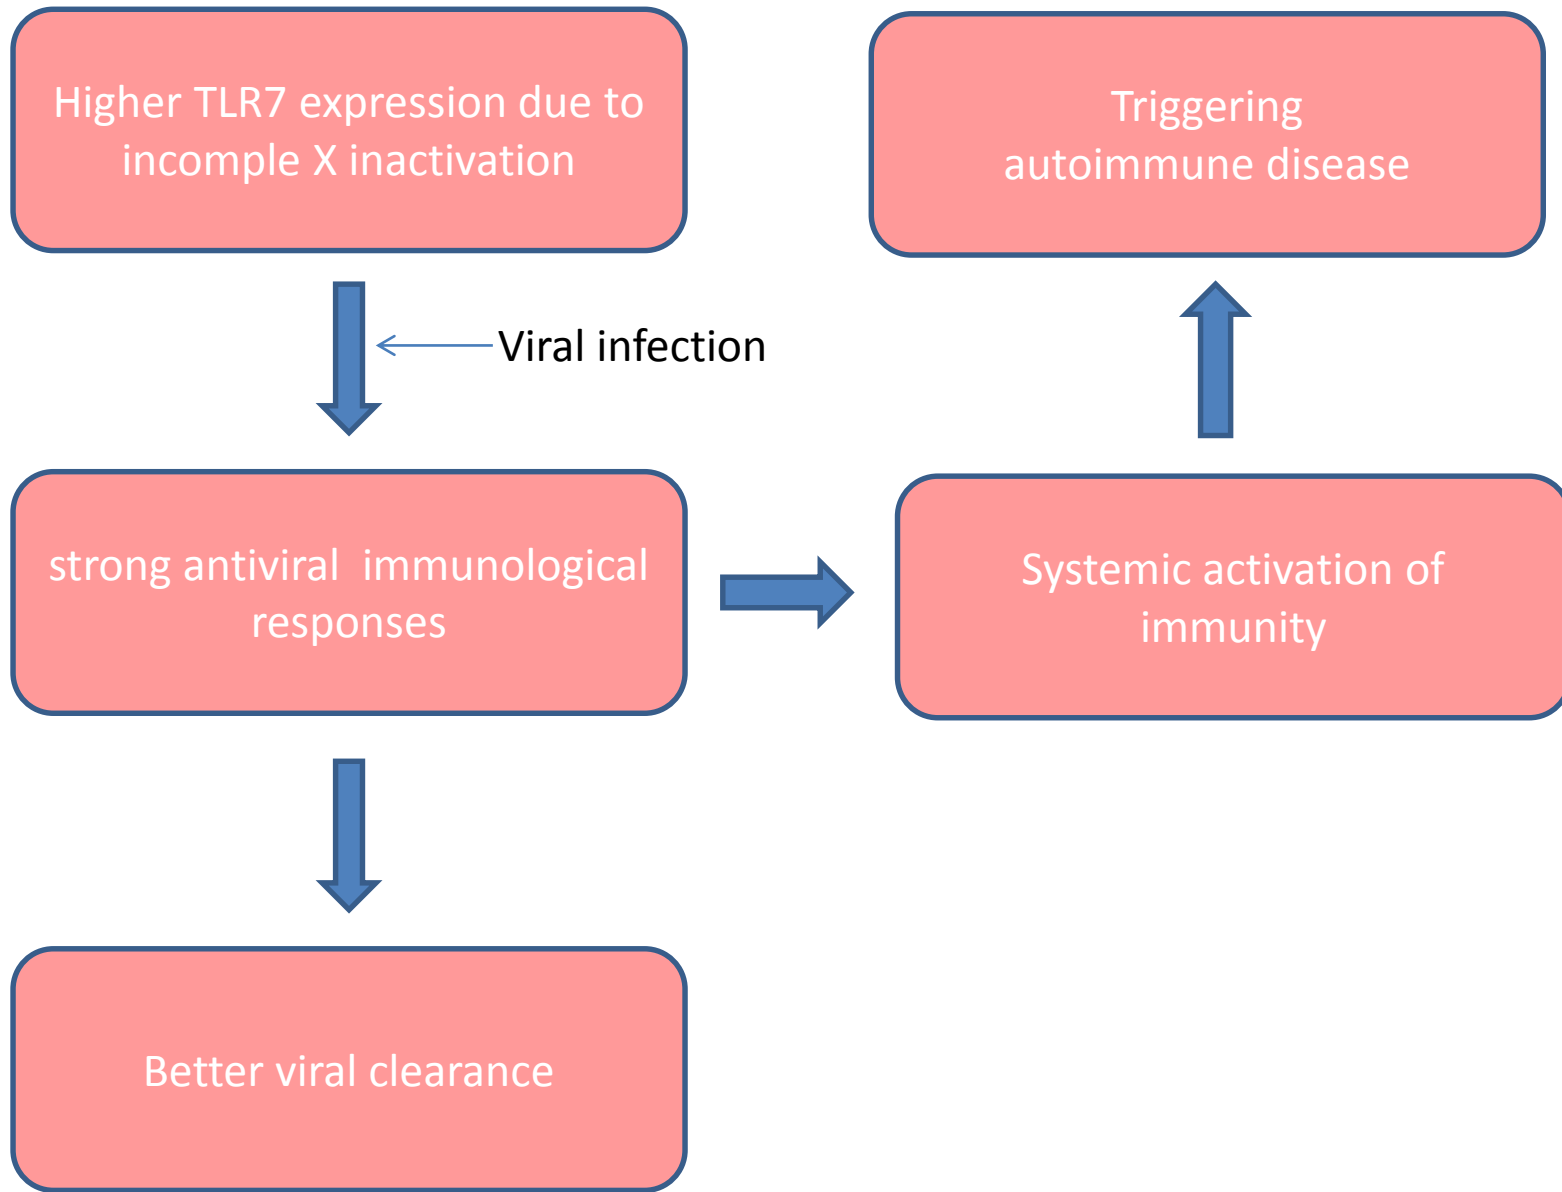 Higher TLR7 expression due to
incomple X inactivation
Triggering
autoimmune disease
Viral infection
strong antiviral  immunological
responses
Systemic activation of
immunity
Better viral clearance